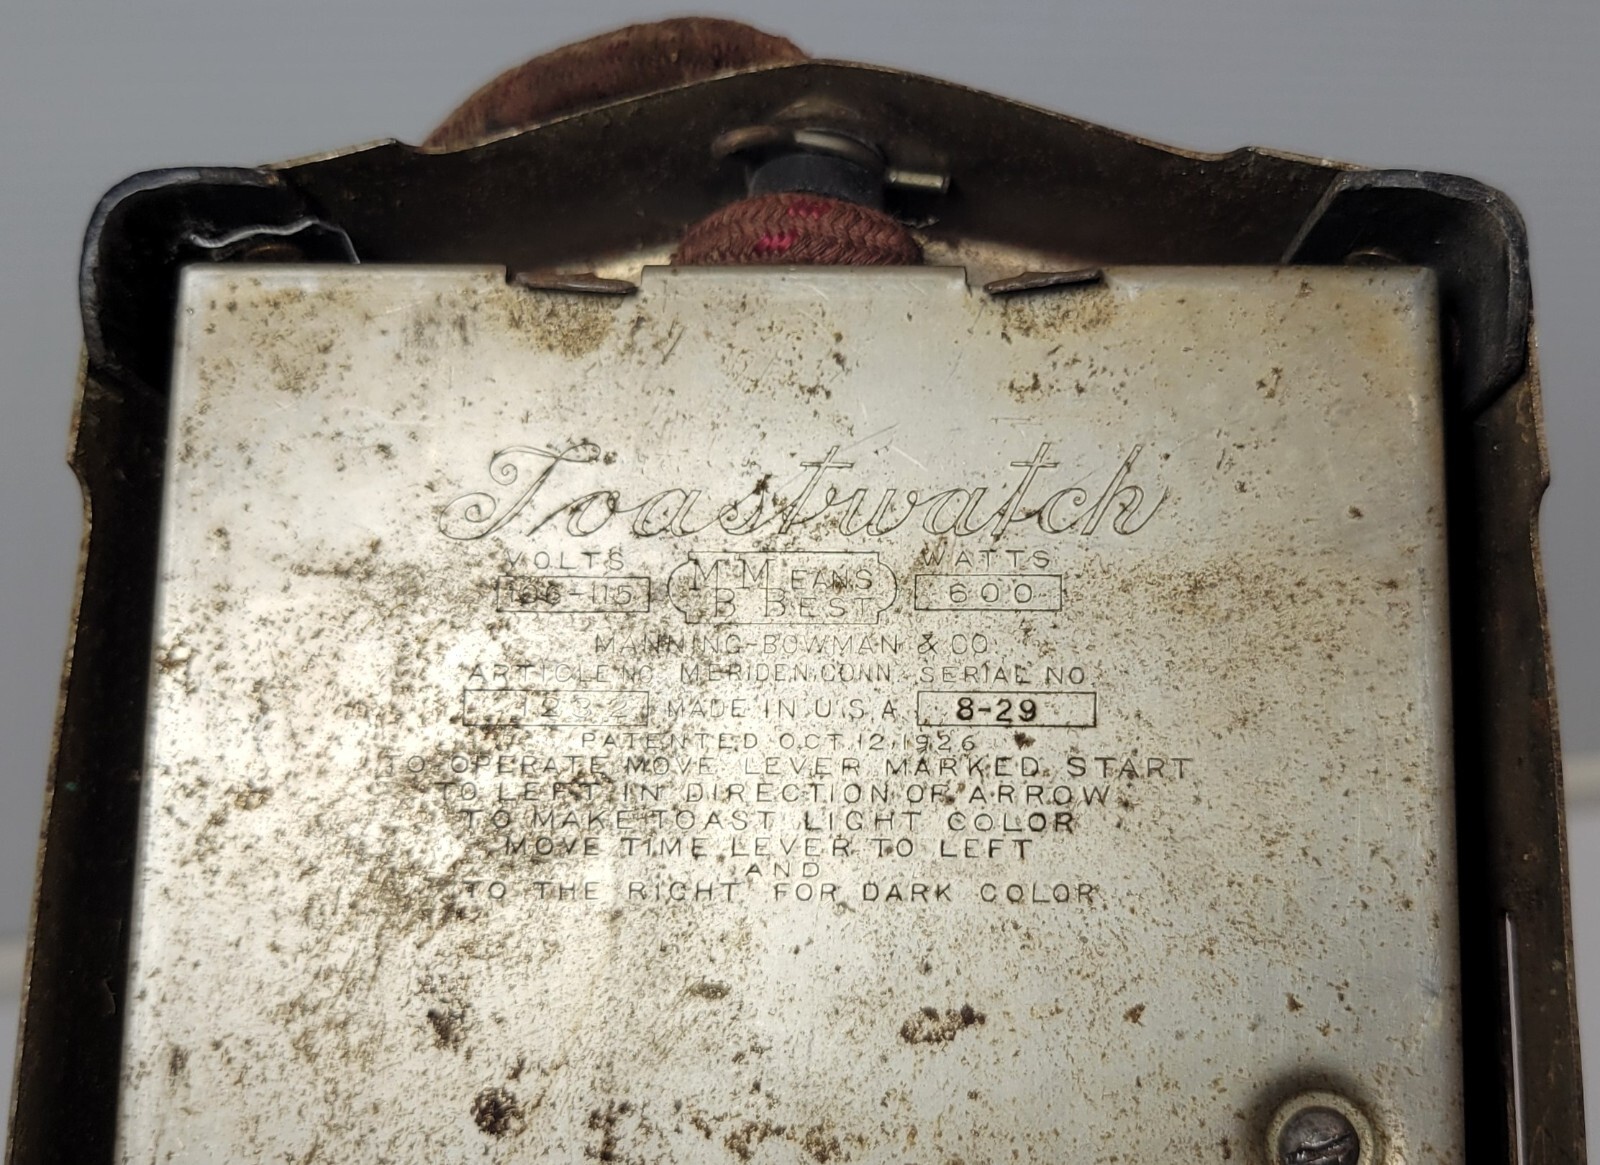 Toastwatch
VOLTS WATTS
106-115 M MEANS 600
B BEST
MANNING-BOWMAN & CO.
ARTICLE NO. MERIDEN, CONN. SERIAL NO.
1232 MADE IN U.S.A. 8-29
PATENTED OCT. 12, 1926
TO OPERATE MOVE LEVER MARKED START
TO LEFT IN DIRECTION OF ARROW
TO MAKE TOAST LIGHT COLOR
MOVE TIME LEVER TO LEFT
AND
TO THE RIGHT FOR DARK COLOR